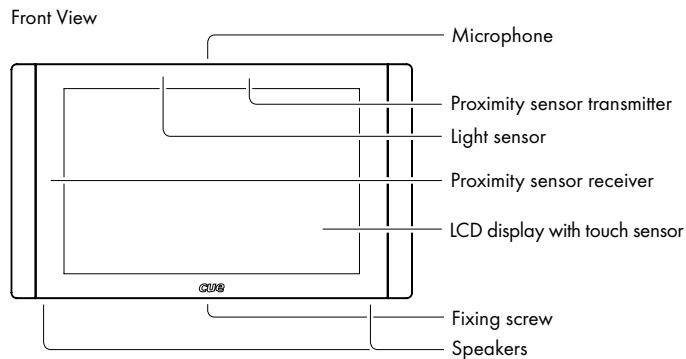 Front View
Microphone
Proximity sensor transmitter
Light sensor
Proximity sensor receiver
LCD display with touch sensor
cue
Fixing screw
Speakers